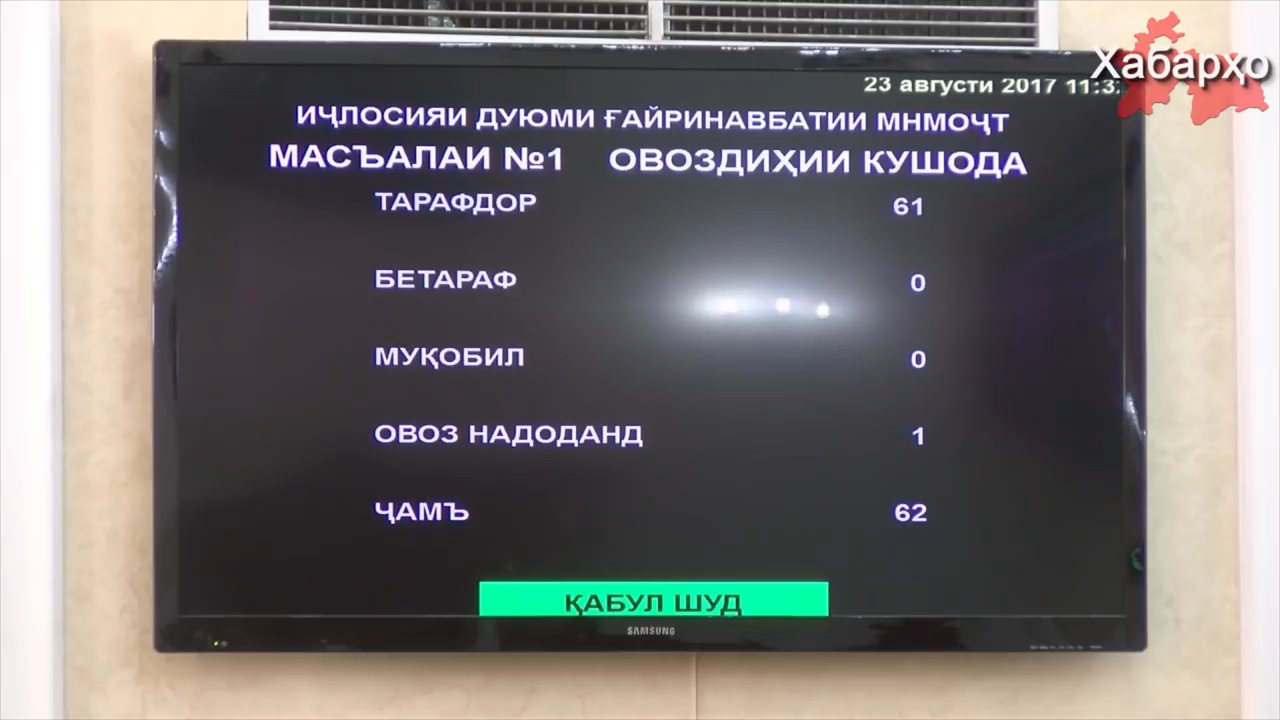 Хабарҳо
23 августи 2017 11:32
ИҶЛОСИЯИ ДУЮМИ ҒАЙРИНАВБАТИИ МНМОҶТ
МАСЪАЛАИ №1 ОВОЗДИҲИИ КУШОДА
ТАРАФДОР 61
БЕТАРАФ 0
МУҚОБИЛ 0
ОВОЗ НАДОДАНД 1
ҶАМЪ 62
ҚАБУЛ ШУД
SAMSUNG